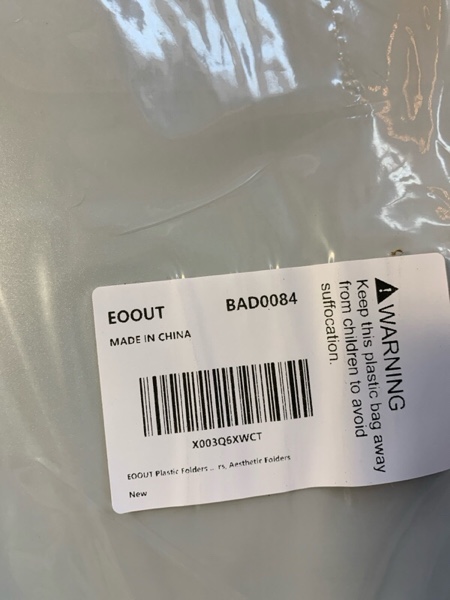 EOOUT BAD0084
MADE IN CHINA
X003Q6XWCT
EOOUT Plastic Folders ... rs, Aesthetic Folders
New
WARNING
Keep this plastic bag away
from children to avoid
suffocation.